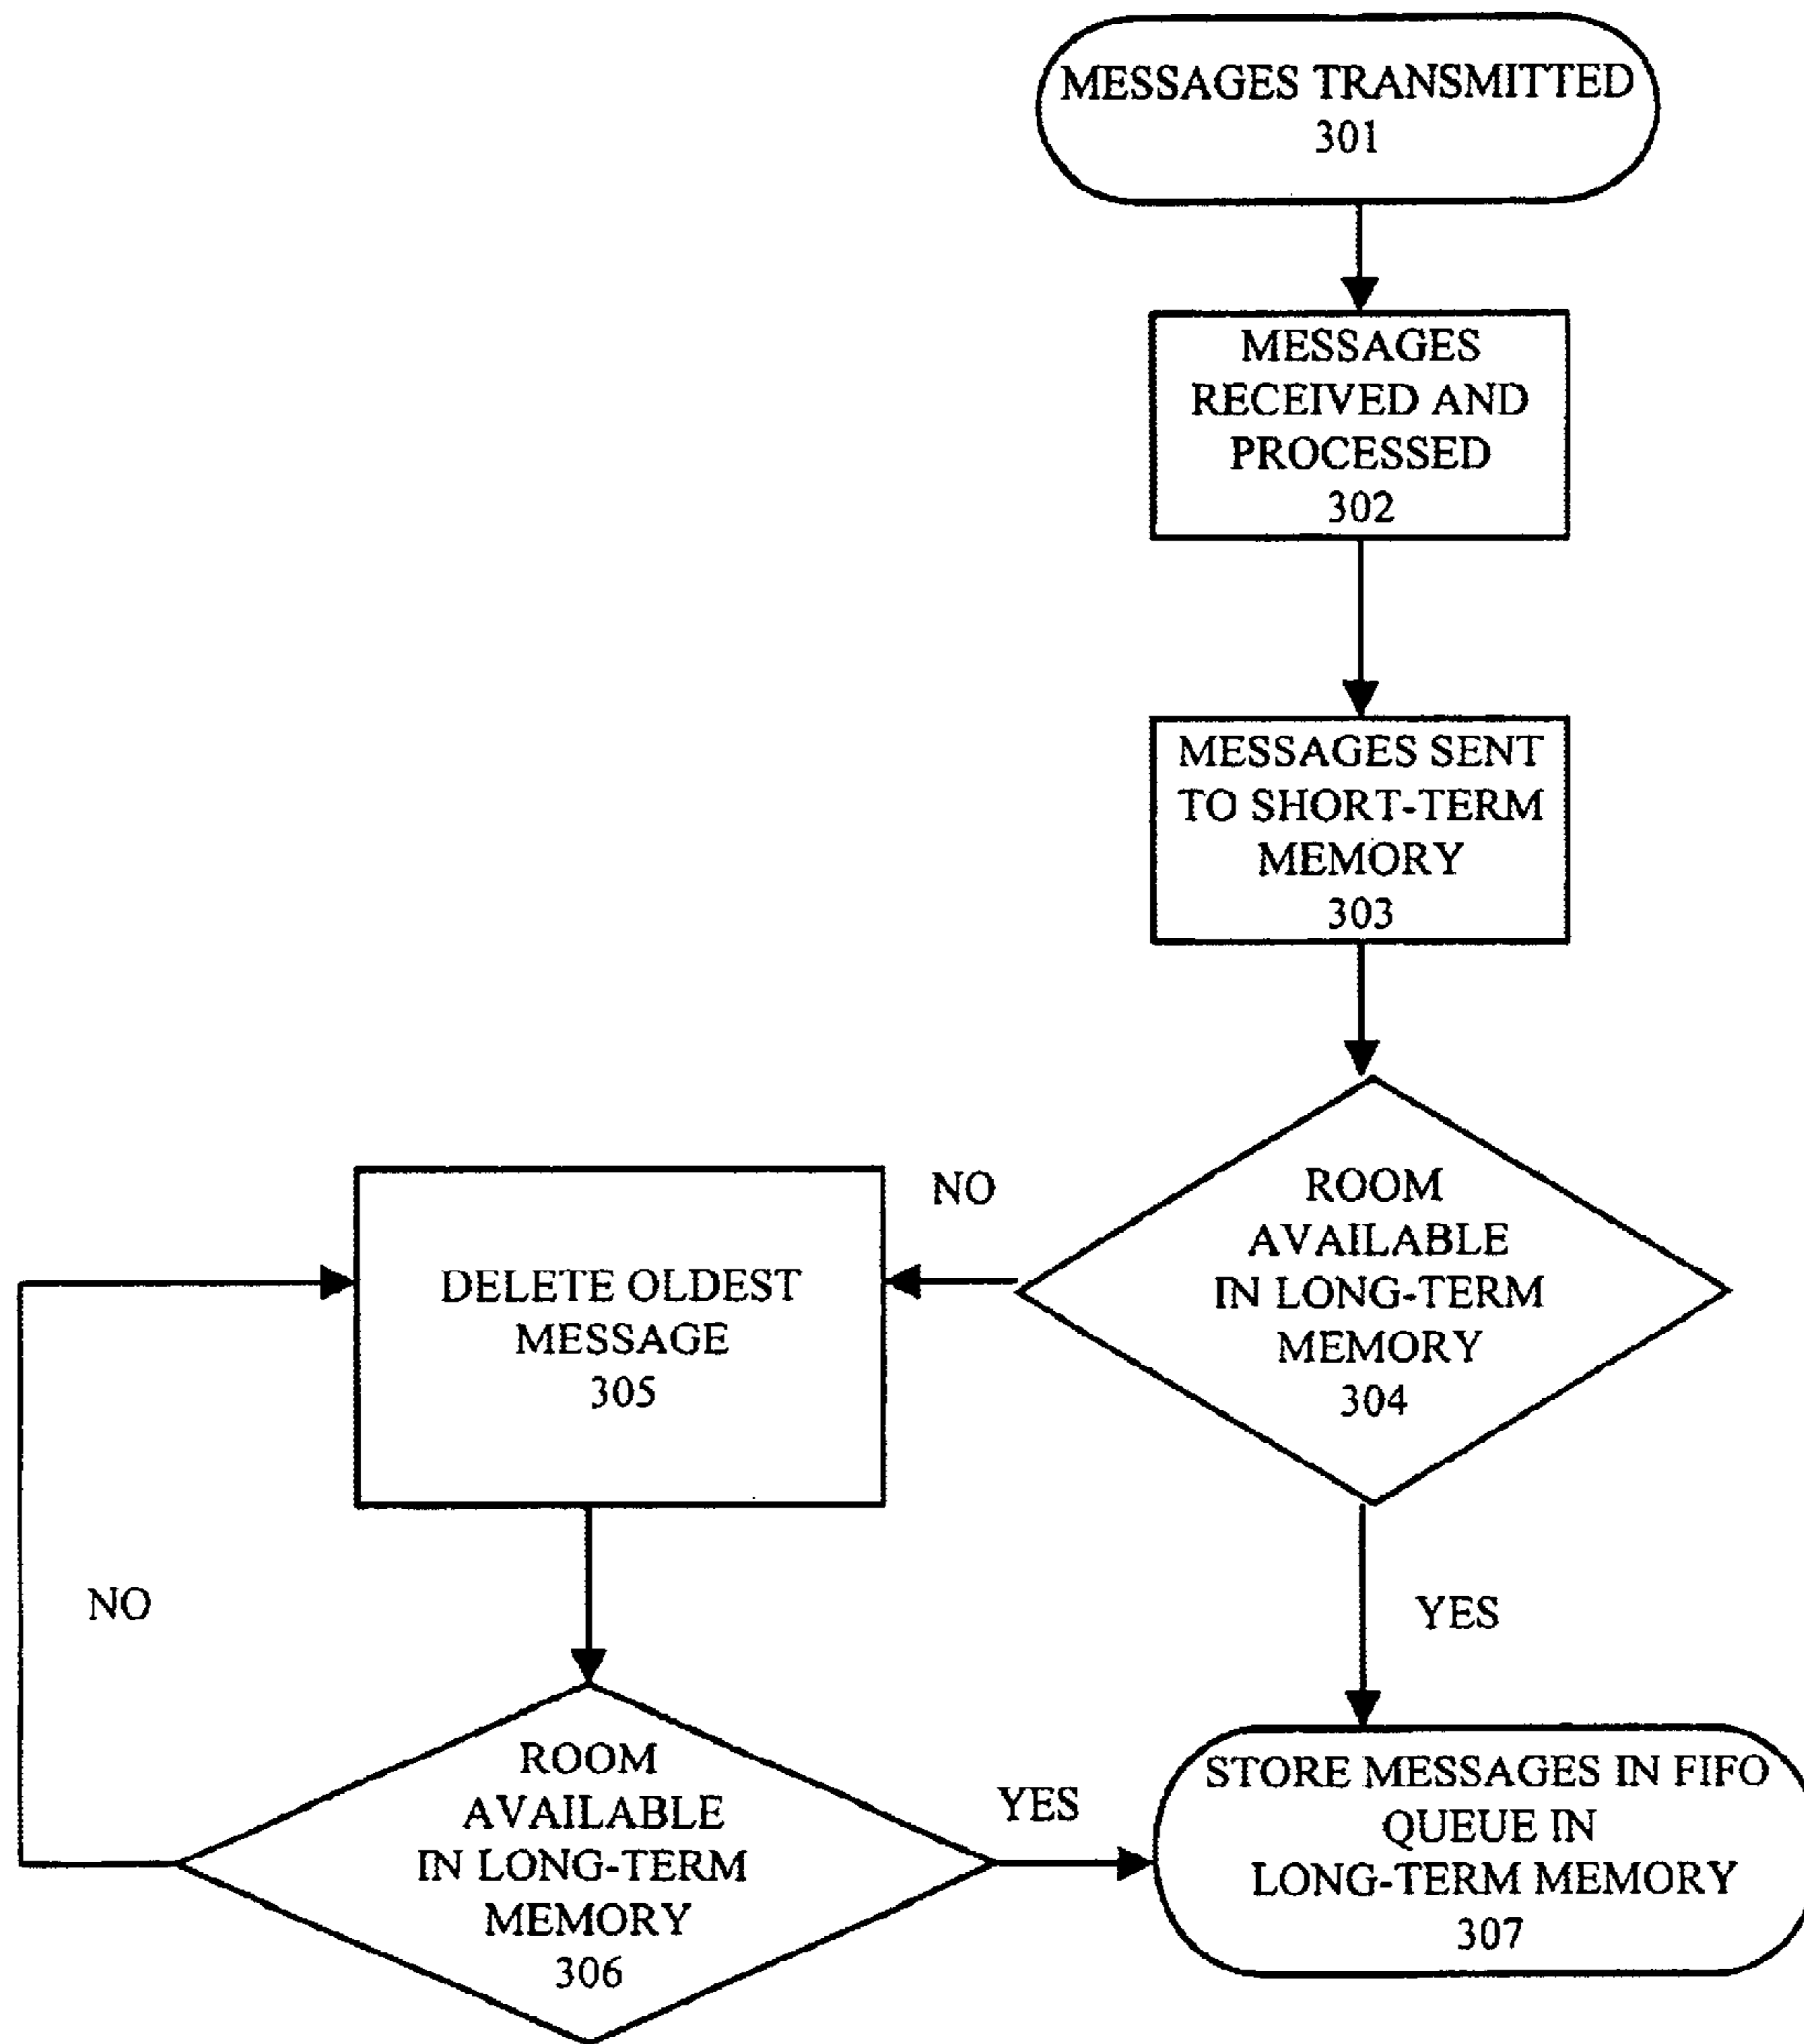 MESSAGES TRANSMITTED
301
MESSAGES
RECEIVED AND
PROCESSED
302
MESSAGES SENT
TO SHORT-TERM
MEMORY
303
ROOM
AVAILABLE
IN LONG-TERM
MEMORY
304
NO
DELETE OLDEST
MESSAGE
305
NO
YES
ROOM
AVAILABLE
IN LONG-TERM
MEMORY
306
YES
STORE MESSAGES IN FIFO
QUEUE IN
LONG-TERM MEMORY
307